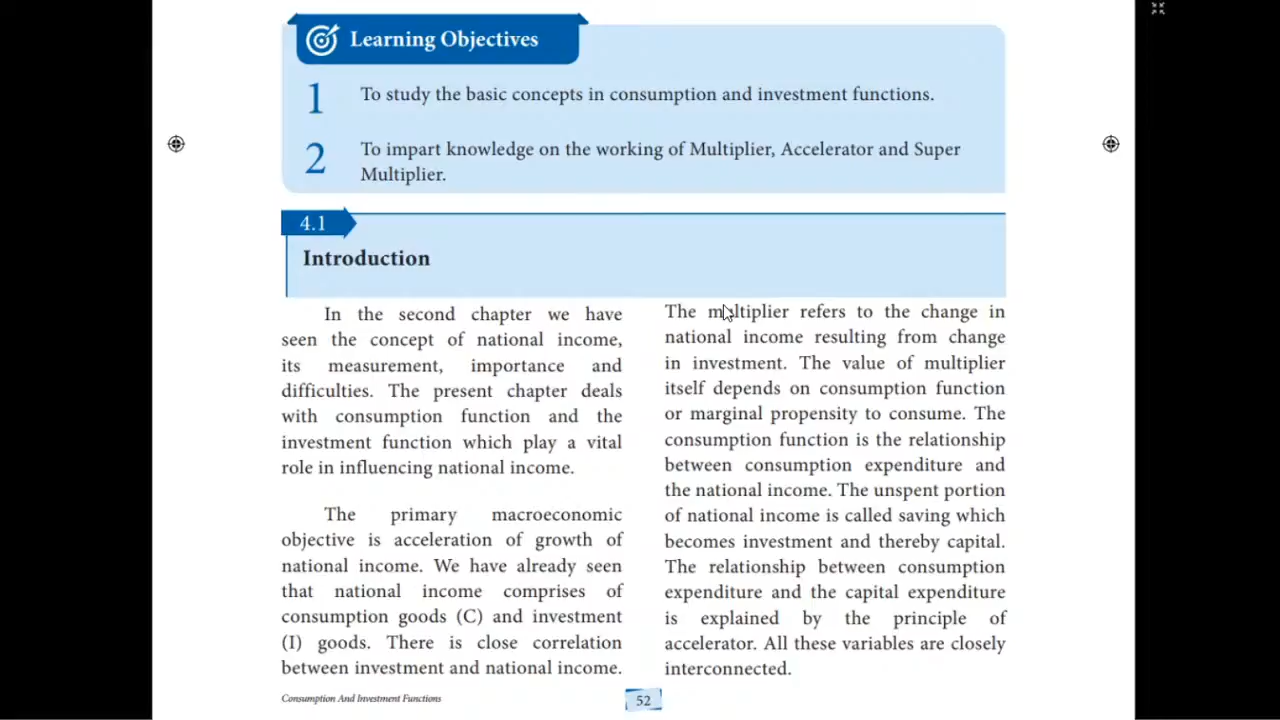 Learning Objectives
1 To study the basic concepts in consumption and investment functions.
2 To impart knowledge on the working of Multiplier, Accelerator and Super
Multiplier.
4.1
Introduction
In the second chapter we have
seen the concept of national income,
its measurement, importance and
difficulties. The present chapter deals
with consumption function and the
investment function which play a vital
role in influencing national income.
The primary macroeconomic
objective is acceleration of growth of
national income. We have already seen
that national income comprises of
consumption goods (C) and investment
(I) goods. There is close correlation
between investment and national income.
The multiplier refers to the change in
national income resulting from change
in investment. The value of multiplier
itself depends on consumption function
or marginal propensity to consume. The
consumption function is the relationship
between consumption expenditure and
the national income. The unspent portion
of national income is called saving which
becomes investment and thereby capital.
The relationship between consumption
expenditure and the capital expenditure
is explained by the principle of
accelerator. All these variables are closely
interconnected.
Consumption And Investment Functions
52